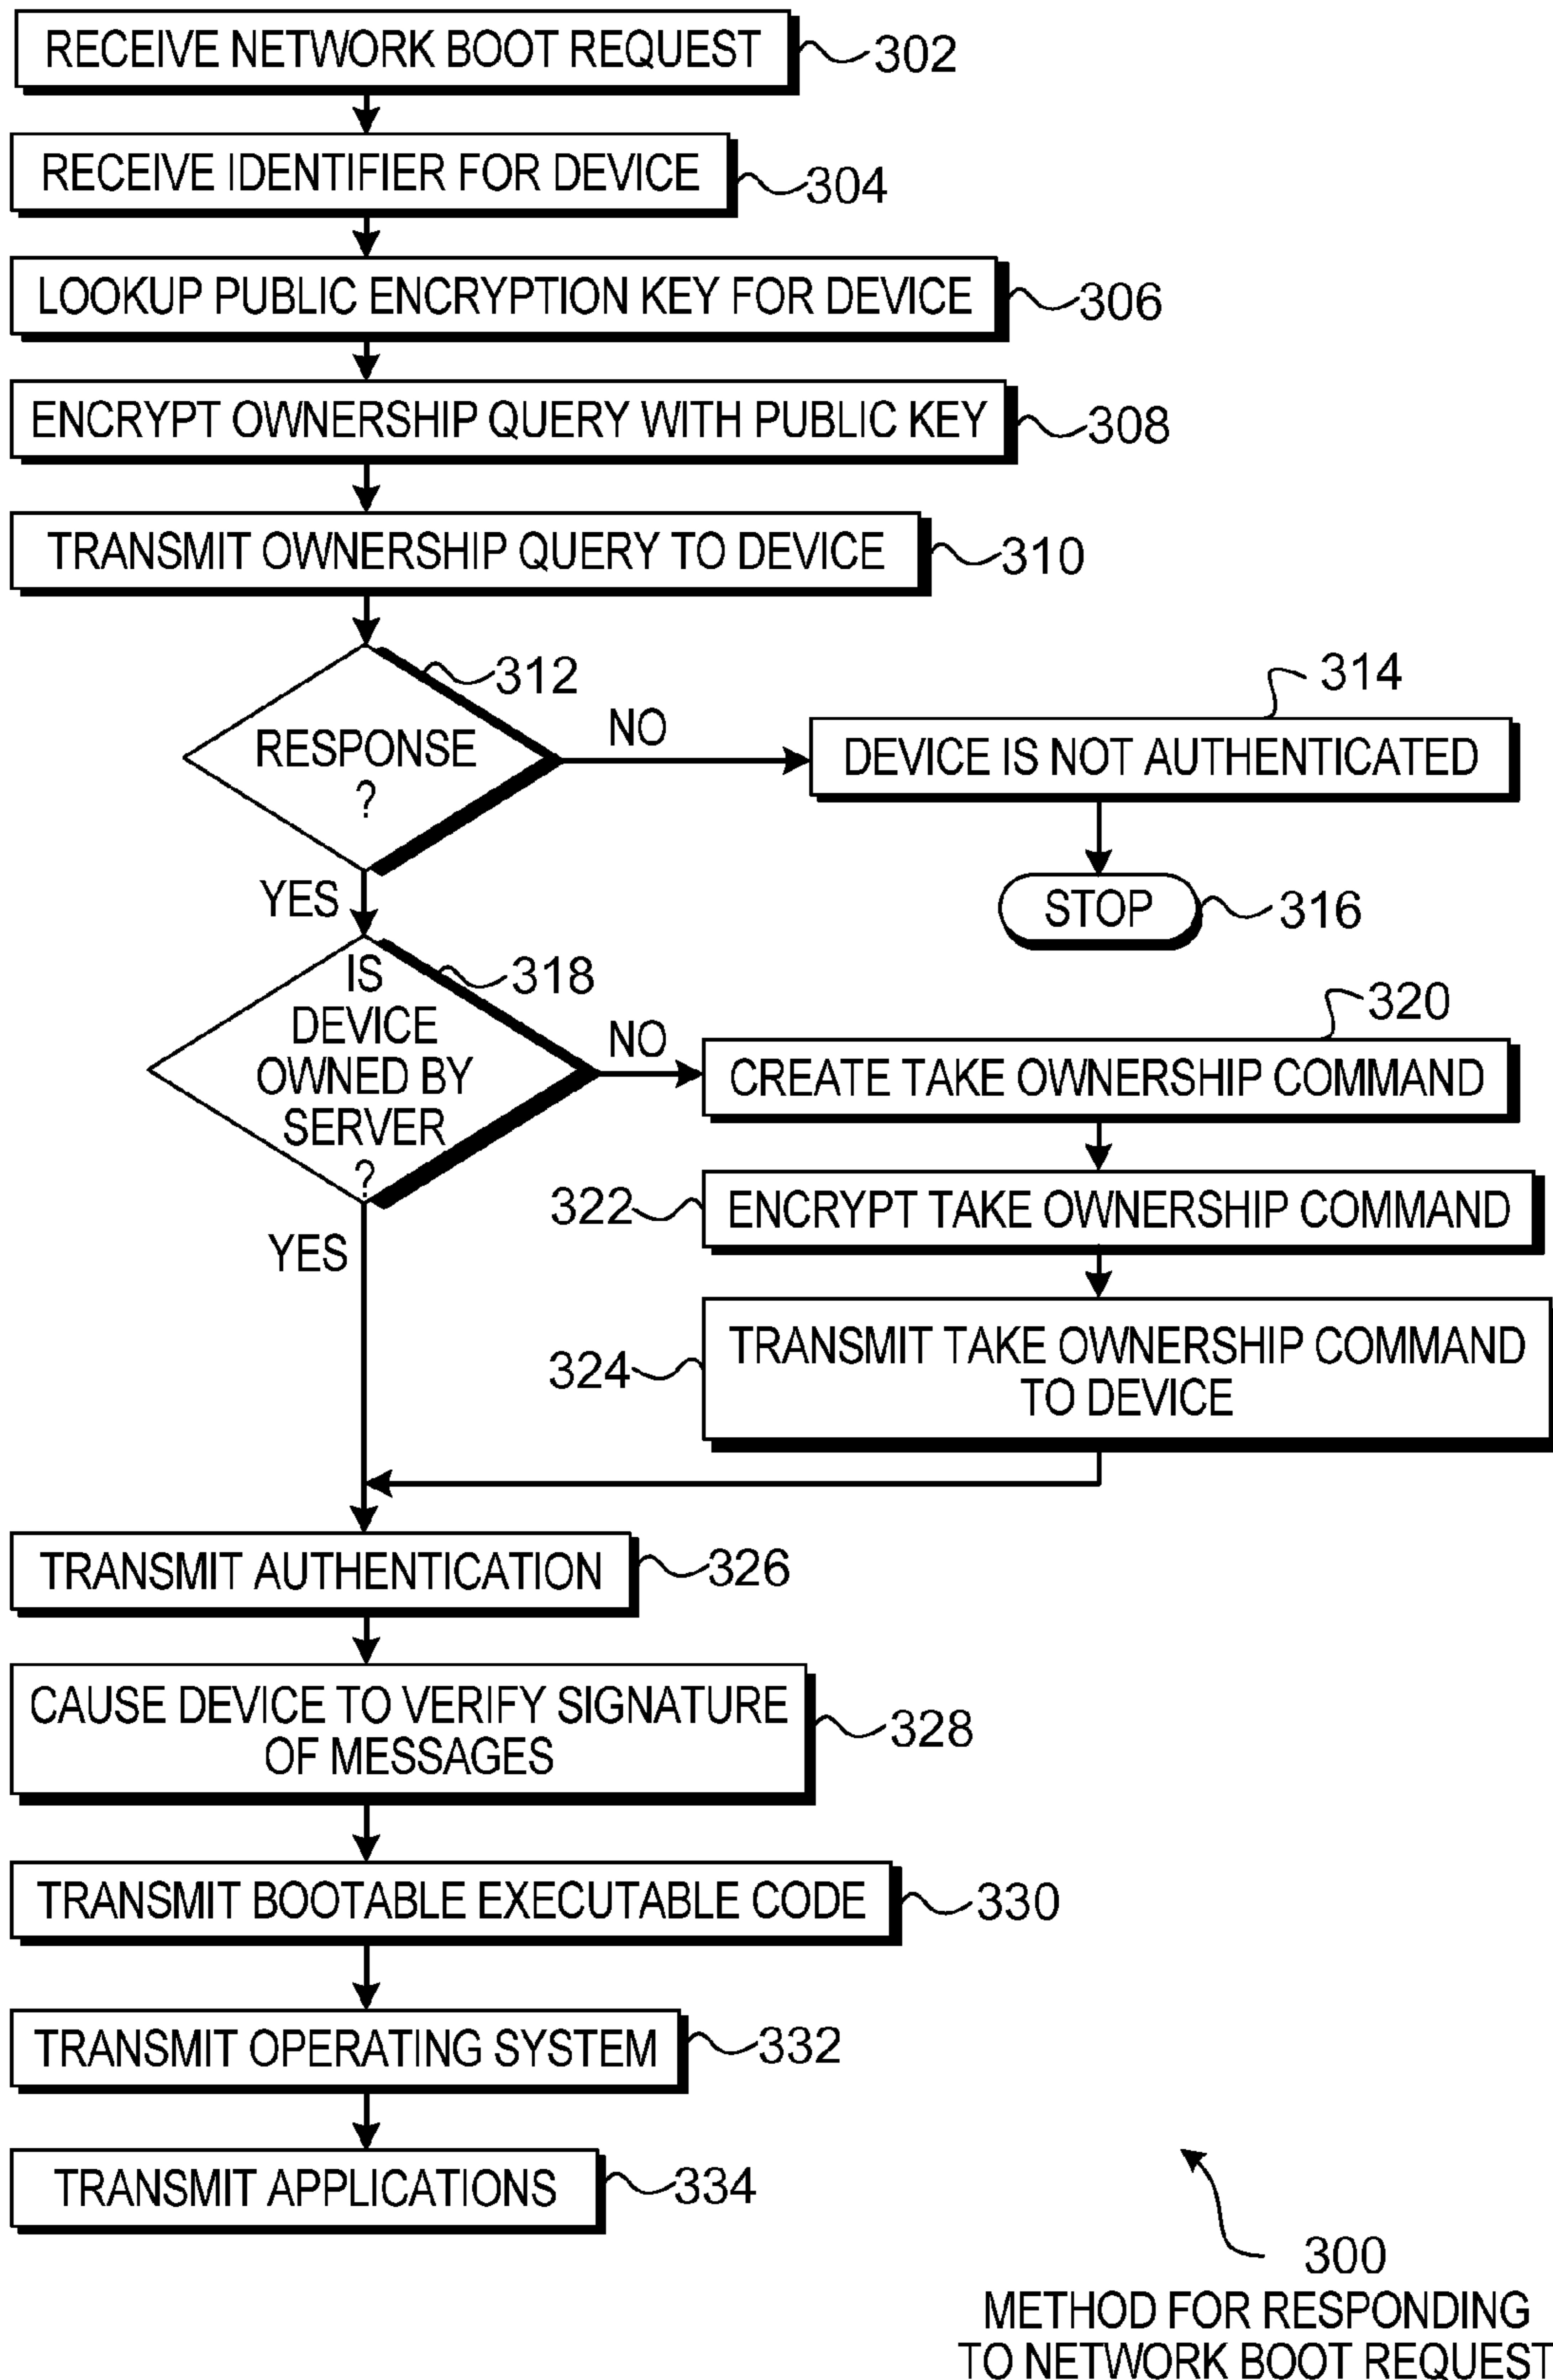 RECEIVE NETWORK BOOT REQUEST
302
RECEIVE IDENTIFIER FOR DEVICE
304
LOOKUP PUBLIC ENCRYPTION KEY FOR DEVICE
306
ENCRYPT OWNERSHIP QUERY WITH PUBLIC KEY
308
TRANSMIT OWNERSHIP QUERY TO DEVICE
310
312
RESPONSE
?
NO
314
DEVICE IS NOT AUTHENTICATED
STOP
316
YES
318
IS
DEVICE
OWNED BY
SERVER
?
NO
320
CREATE TAKE OWNERSHIP COMMAND
322
ENCRYPT TAKE OWNERSHIP COMMAND
YES
324
TRANSMIT TAKE OWNERSHIP COMMAND
TO DEVICE
TRANSMIT AUTHENTICATION
326
CAUSE DEVICE TO VERIFY SIGNATURE
OF MESSAGES
328
TRANSMIT BOOTABLE EXECUTABLE CODE
330
TRANSMIT OPERATING SYSTEM
332
TRANSMIT APPLICATIONS
334
300
METHOD FOR RESPONDING
TO NETWORK BOOT REQUEST